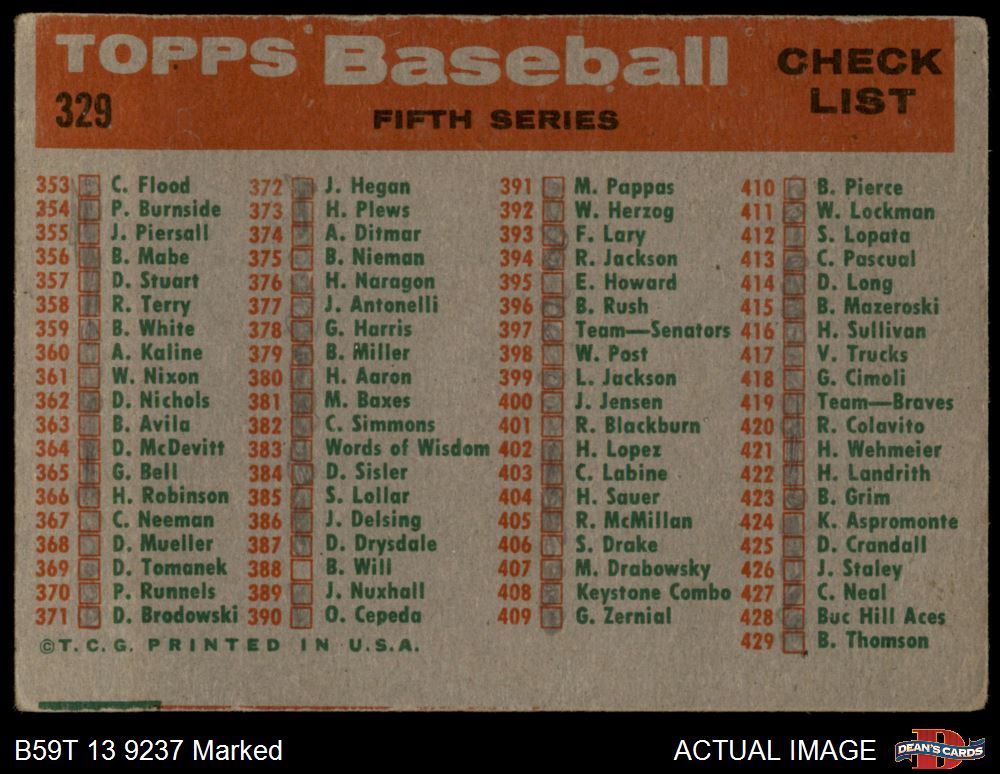 TOPPS Baseball
CHECK LIST
329
FIFTH SERIES
353 C. Flood
354 P. Burnside
355 J. Piersall
356 B. Mabe
357 D. Stuart
358 R. Terry
359 B. White
360 A. Kaline
361 W. Nixon
362 D. Nichols
363 B. Avila
364 D. McDevitt
365 G. Bell
366 H. Robinson
367 C. Neeman
368 D. Mueller
369 D. Tomanek
370 P. Runnels
371 D. Brodowski
372 J. Hegan
373 H. Plews
374 A. Ditmar
375 B. Nieman
376 H. Naragon
377 J. Antonelli
378 G. Harris
379 B. Miller
380 H. Aaron
381 M. Baxes
382 C. Simmons
383 Words of Wisdom
384 D. Sisler
385 S. Lollar
386 J. Delsing
387 D. Drysdale
388 B. Will
389 J. Nuxhall
390 O. Cepeda
391 M. Pappas
392 W. Herzog
393 F. Lary
394 R. Jackson
395 E. Howard
396 B. Rush
397 Team—Senators
398 W. Post
399 L. Jackson
400 J. Jensen
401 R. Blackburn
402 H. Lopez
403 C. Labine
404 H. Sauer
405 R. McMillan
406 S. Drake
407 M. Drabowsky
408 Keystone Combo
409 G. Zernial
410 B. Pierce
411 W. Lockman
412 S. Lopata
413 C. Pascual
414 D. Long
415 B. Mazeroski
416 H. Sullivan
417 V. Trucks
418 G. Cimoli
419 Team—Braves
420 R. Colavito
421 H. Wehmeier
422 H. Landrith
423 B. Grim
424 K. Aspromonte
425 D. Crandall
426 J. Staley
427 C. Neal
428 Buc Hill Aces
429 B. Thomson
©T.C.G. PRINTED IN U.S.A.
B59T 13 9237 Marked
ACTUAL IMAGE
D
DEAN'S CARDS